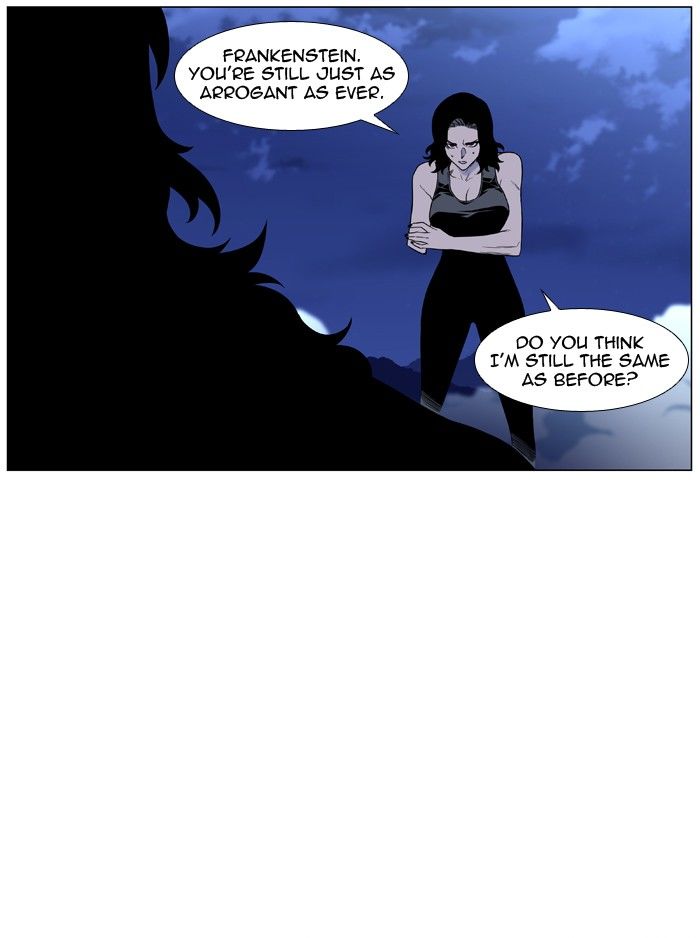 FRANKENSTEIN.
YOU'RE STILL JUST AS
ARROGANT AS EVER.
DO YOU THINK
I'M STILL THE SAME
AS BEFORE?